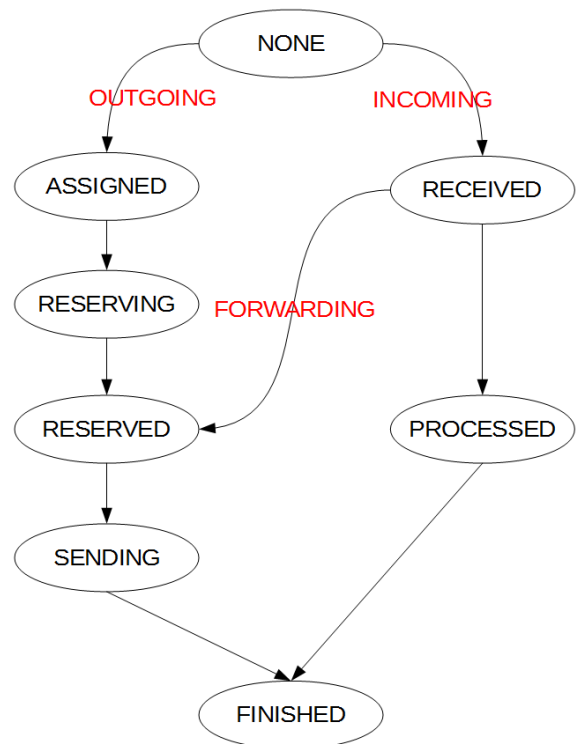 NONE
OUTGOING
INCOMING
ASSIGNED
RECEIVED
RESERVING
FORWARDING
RESERVED
PROCESSED
SENDING
FINISHED